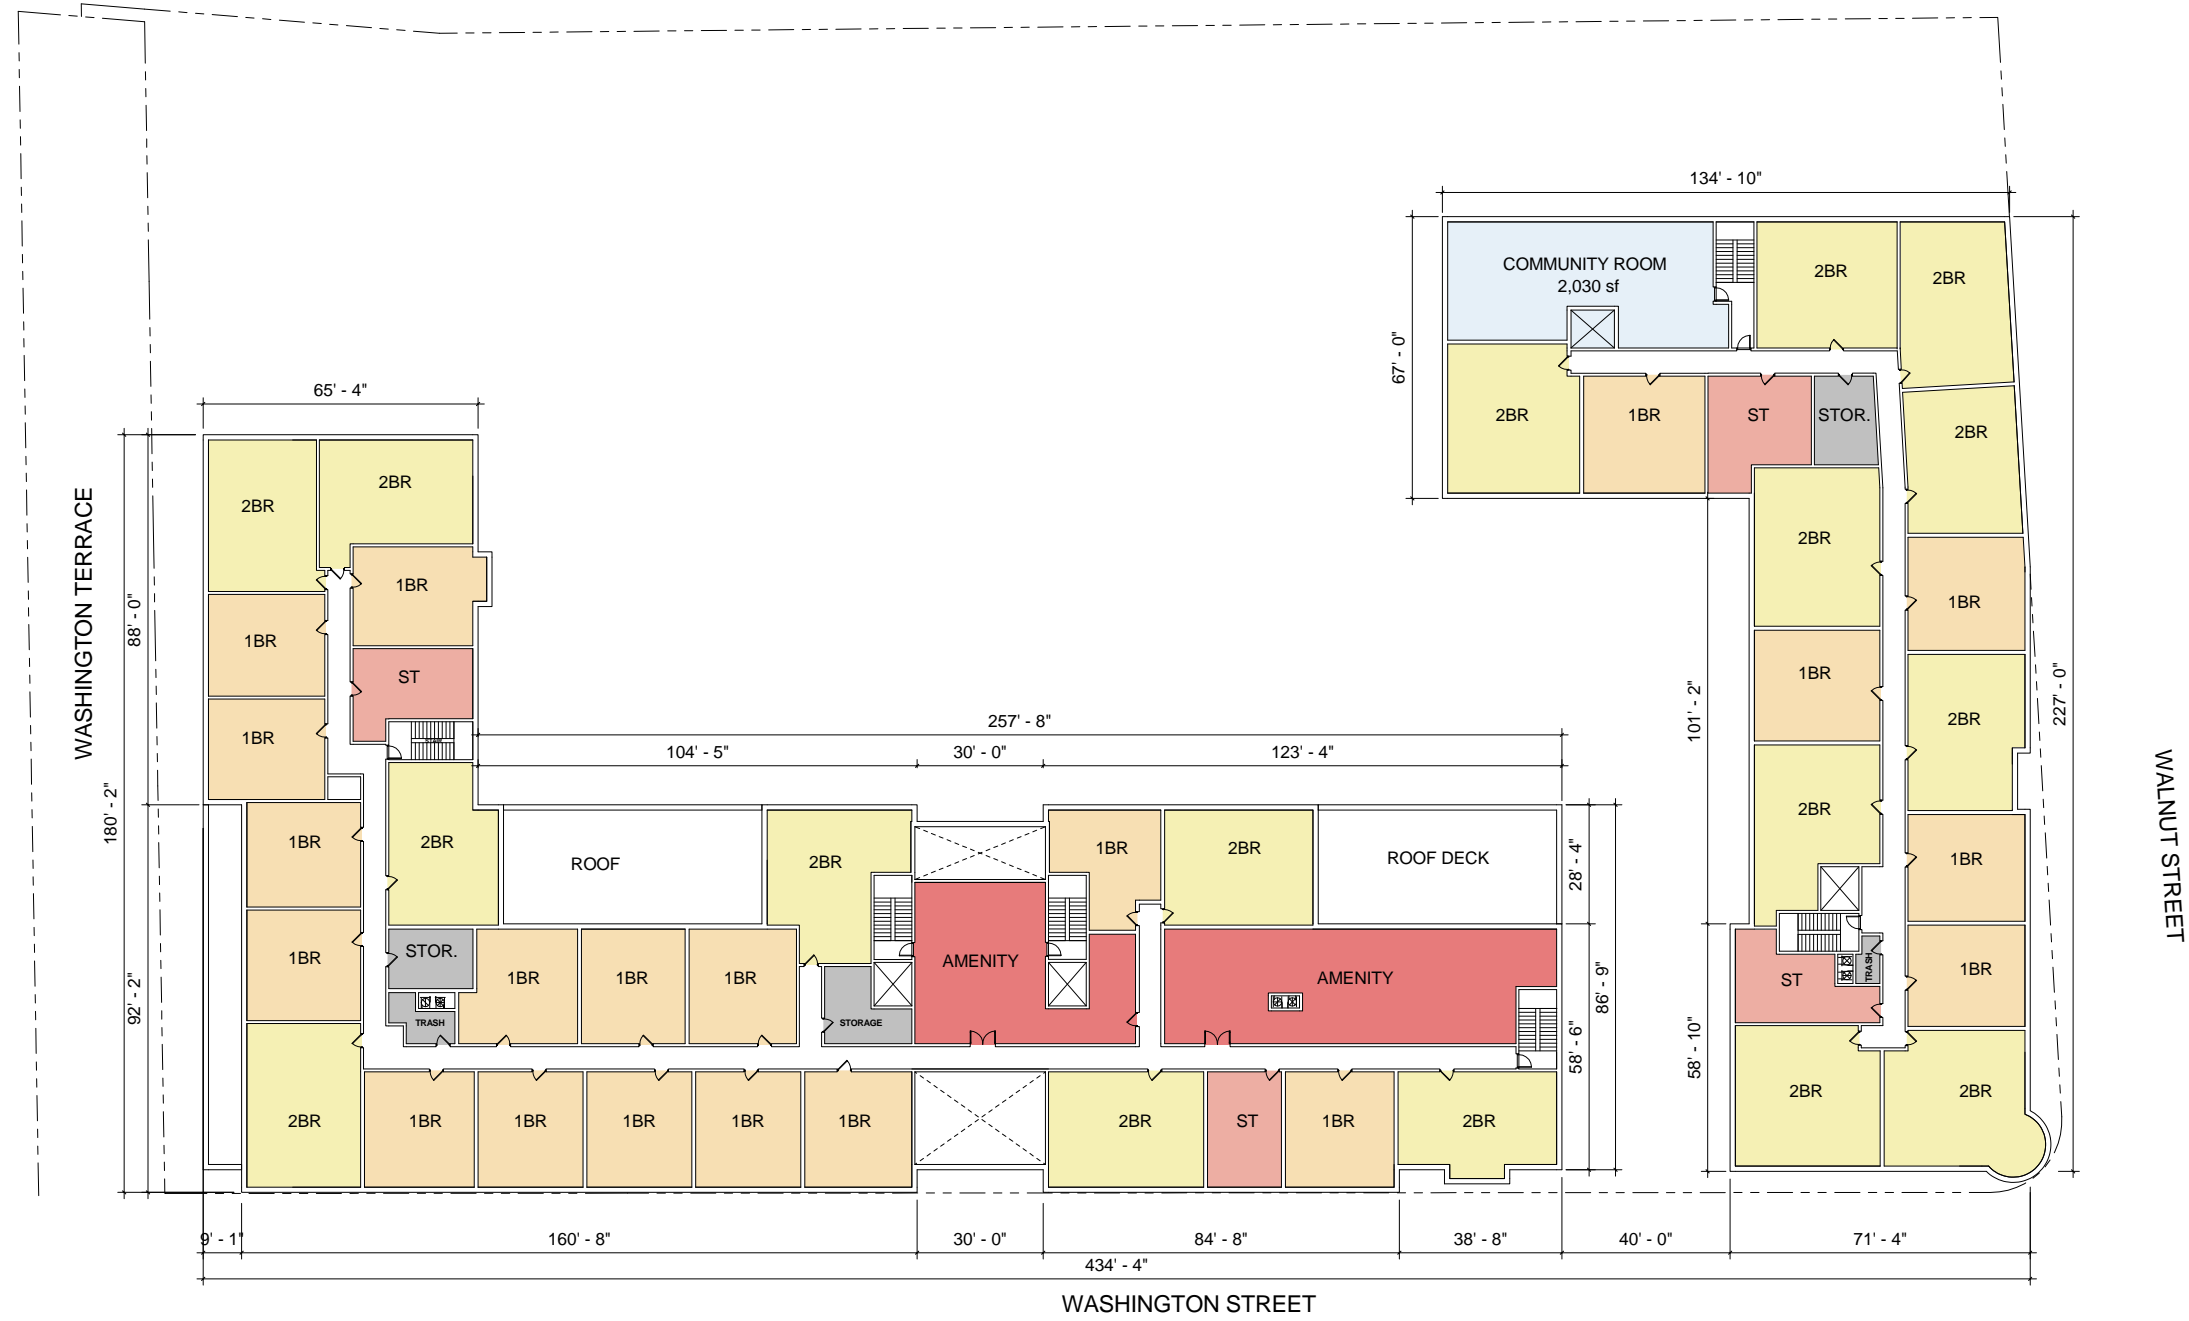 134' - 10"
COMMUNITY ROOM
2,030 sf
2BR
2BR
67' - 0"
65' - 4"
2BR
1BR
ST
STOR.
2BR
2BR
2BR
WASHINGTON TERRACE
88' - 0"
1BR
2BR
1BR
1BR
ST
1BR
2BR
227' - 0"
101' - 2"
1BR
257' - 8"
104' - 5"
30' - 0"
123' - 4"
WALNUT STREET
180' - 2"
1BR
2BR
ROOF
2BR
1BR
2BR
ROOF DECK
28' - 4"
2BR
1BR
92' - 2"
1BR
STOR.
1BR
1BR
1BR
AMENITY
AMENITY
86' - 9"
ST
TRASH
1BR
TRASH
STORAGE
58' - 6"
58' - 10"
2BR
1BR
1BR
1BR
1BR
1BR
2BR
ST
1BR
2BR
2BR
2BR
9' - 1"
160' - 8"
30' - 0"
84' - 8"
38' - 8"
40' - 0"
71' - 4"
434' - 4"
WASHINGTON STREET